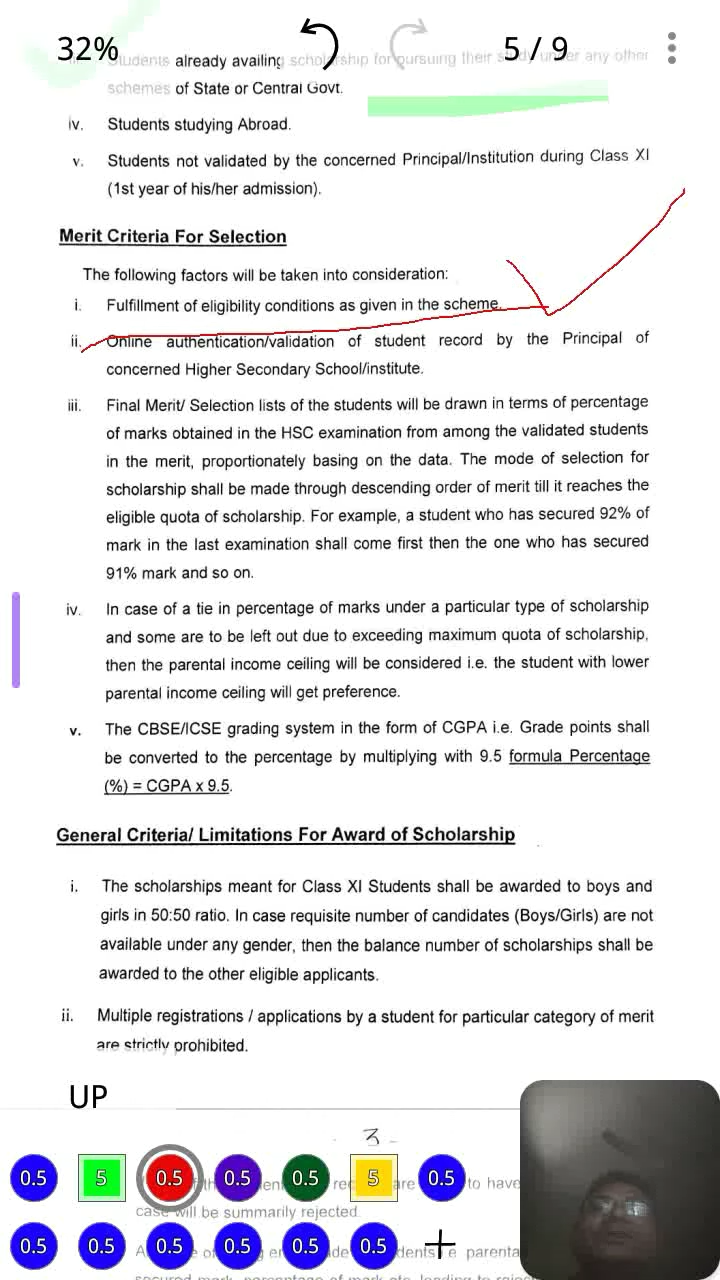 32%
5 / 9
Students already availing scholarship for pursuing their study under any other
schemes of State or Central Govt.
iv. Students studying Abroad.
v. Students not validated by the concerned Principal/Institution during Class XI
(1st year of his/her admission).
Merit Criteria For Selection
The following factors will be taken into consideration:
i. Fulfillment of eligibility conditions as given in the scheme.
ii. Online authentication/validation of student record by the Principal of
concerned Higher Secondary School/institute.
iii. Final Merit/ Selection lists of the students will be drawn in terms of percentage
of marks obtained in the HSC examination from among the validated students
in the merit, proportionately basing on the data. The mode of selection for
scholarship shall be made through descending order of merit till it reaches the
eligible quota of scholarship. For example, a student who has secured 92% of
mark in the last examination shall come first then the one who has secured
91% mark and so on.
iv. In case of a tie in percentage of marks under a particular type of scholarship
and some are to be left out due to exceeding maximum quota of scholarship,
then the parental income ceiling will be considered i.e. the student with lower
parental income ceiling will get preference.
v. The CBSE/ICSE grading system in the form of CGPA i.e. Grade points shall
be converted to the percentage by multiplying with 9.5 formula Percentage
(%) = CGPA x 9.5.
General Criteria/ Limitations For Award of Scholarship
i. The scholarships meant for Class XI Students shall be awarded to boys and
girls in 50:50 ratio. In case requisite number of candidates (Boys/Girls) are not
available under any gender, then the balance number of scholarships shall be
awarded to the other eligible applicants.
ii. Multiple registrations / applications by a student for particular category of merit
are strictly prohibited.
UP
3 -
0.5 5 0.5 0.5 0.5 5 0.5
to have
case will be summarily rejected.
0.5 0.5 0.5 0.5 0.5 0.5 +